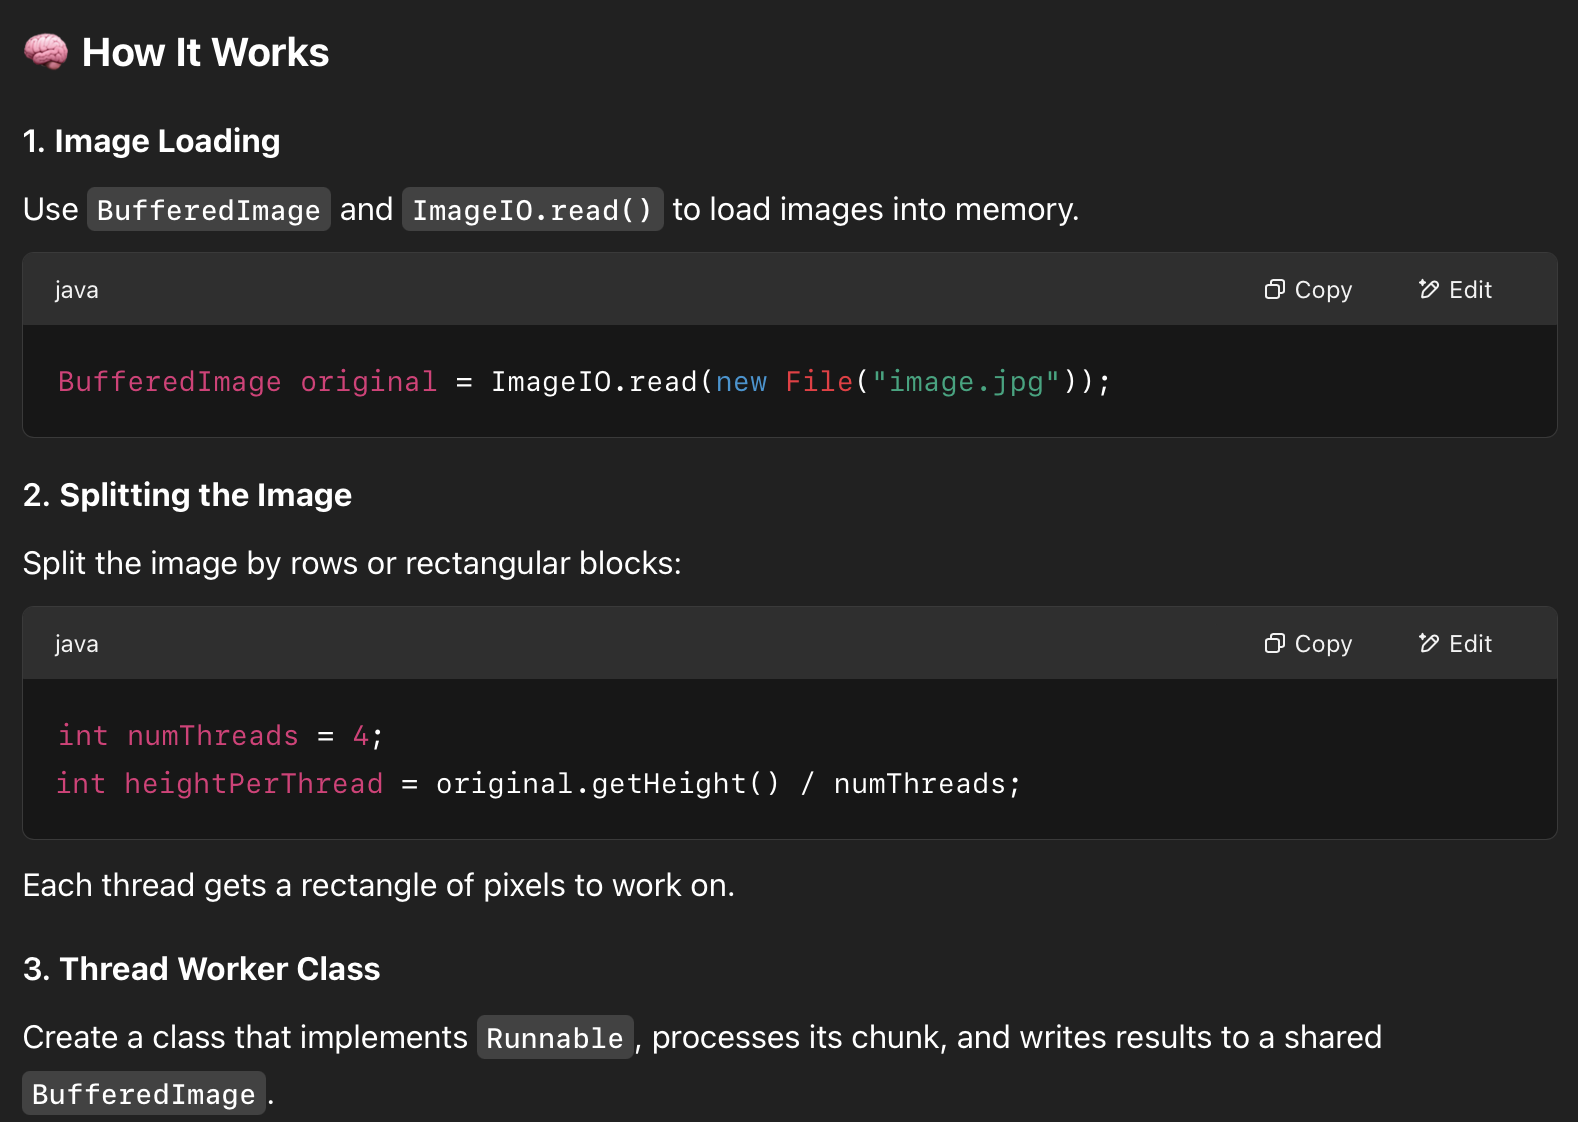 🧠 How It Works
1. Image Loading
Use BufferedImage and ImageIO.read() to load images into memory.
java
Copy
Edit
BufferedImage original = ImageIO.read(new File("image.jpg"));
2. Splitting the Image
Split the image by rows or rectangular blocks:
java
Copy
Edit
int numThreads = 4;
int heightPerThread = original.getHeight() / numThreads;
Each thread gets a rectangle of pixels to work on.
3. Thread Worker Class
Create a class that implements Runnable, processes its chunk, and writes results to a shared
BufferedImage.